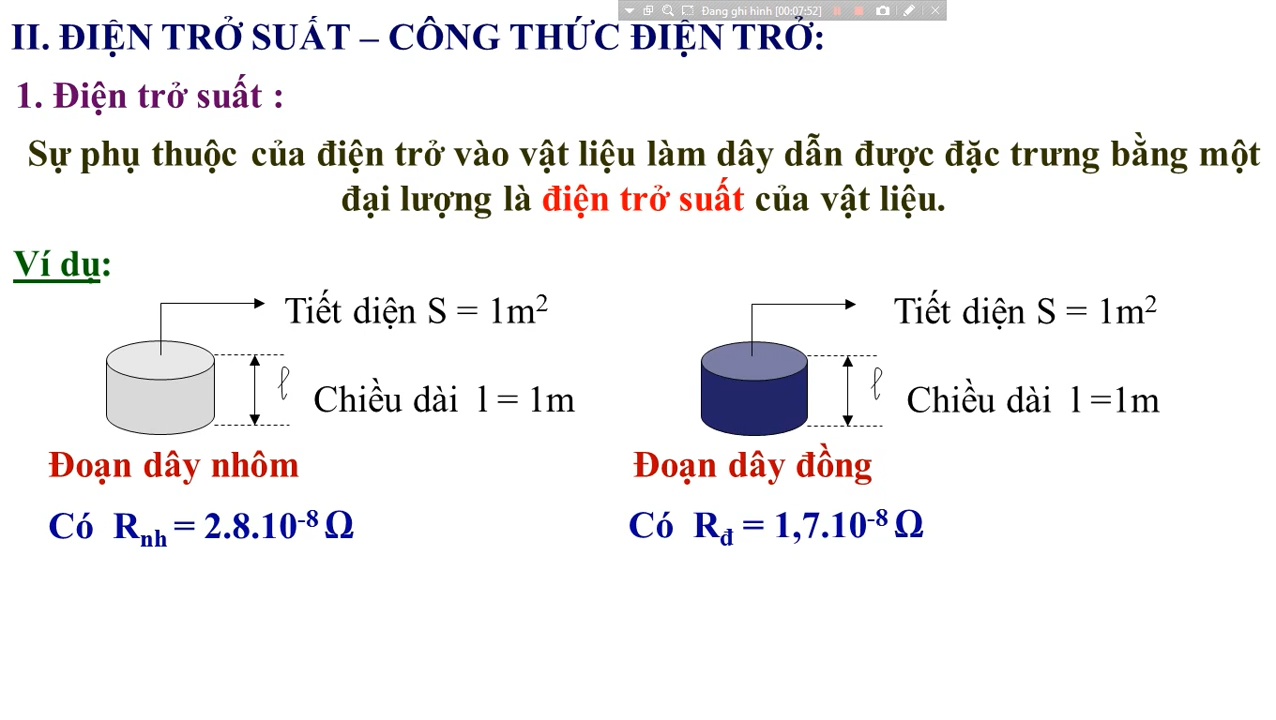 Đang ghi hình [00:07:52]
II. ĐIỆN TRỞ SUẤT – CÔNG THỨC ĐIỆN TRỞ:
1. Điện trở suất :
Sự phụ thuộc của điện trở vào vật liệu làm dây dẫn được đặc trưng bằng một
đại lượng là điện trở suất của vật liệu.
Ví dụ:
Tiết diện S = 1m²
ℓ
Chiều dài l = 1m
Đoạn dây nhôm
Có Rnh = 2.8.10⁻⁸ Ω
Tiết diện S = 1m²
ℓ
Chiều dài l =1m
Đoạn dây đồng
Có Rđ = 1,7.10⁻⁸ Ω